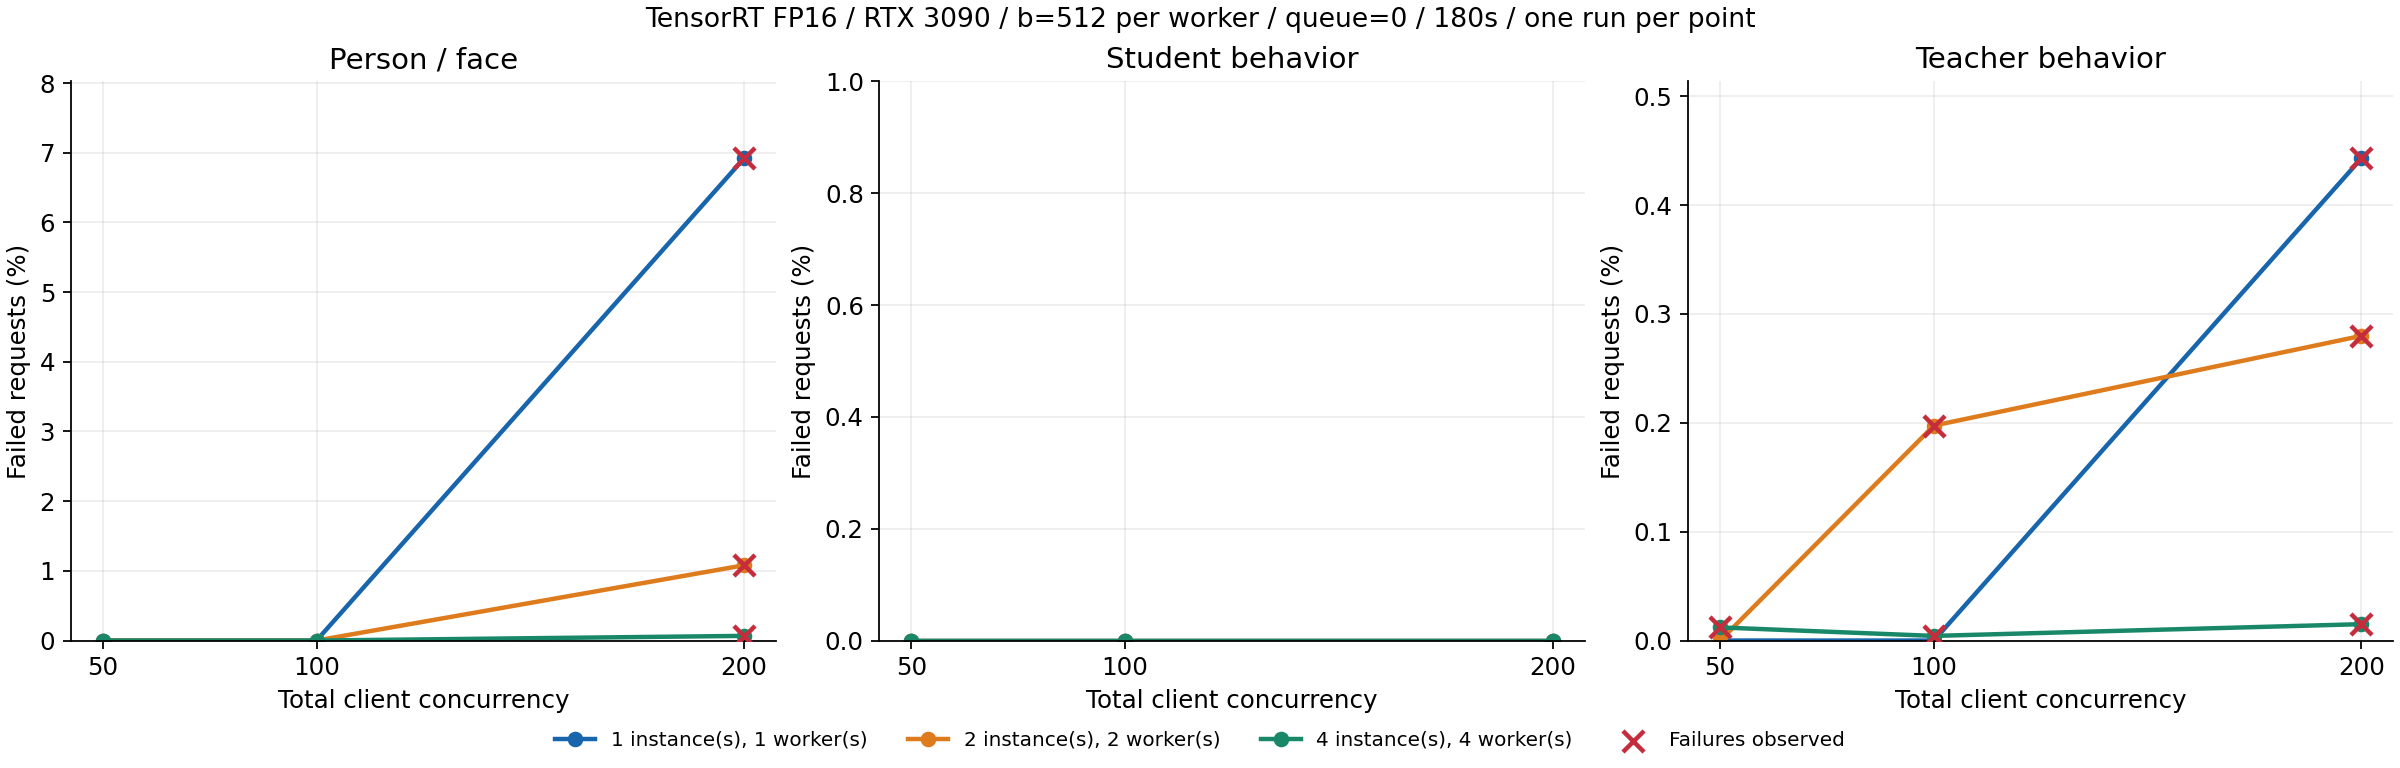 TensorRT FP16 / RTX 3090 / b=512 per worker / queue=0 / 180s / one run per point
Person / face
Failed requests (%)
8
7
6
5
4
3
2
1
0
50 100 200
Total client concurrency
Student behavior
Failed requests (%)
1.0
0.8
0.6
0.4
0.2
0.0
50 100 200
Total client concurrency
Teacher behavior
Failed requests (%)
0.5
0.4
0.3
0.2
0.1
0.0
50 100 200
Total client concurrency
1 instance(s), 1 worker(s) 2 instance(s), 2 worker(s) 4 instance(s), 4 worker(s) Failures observed